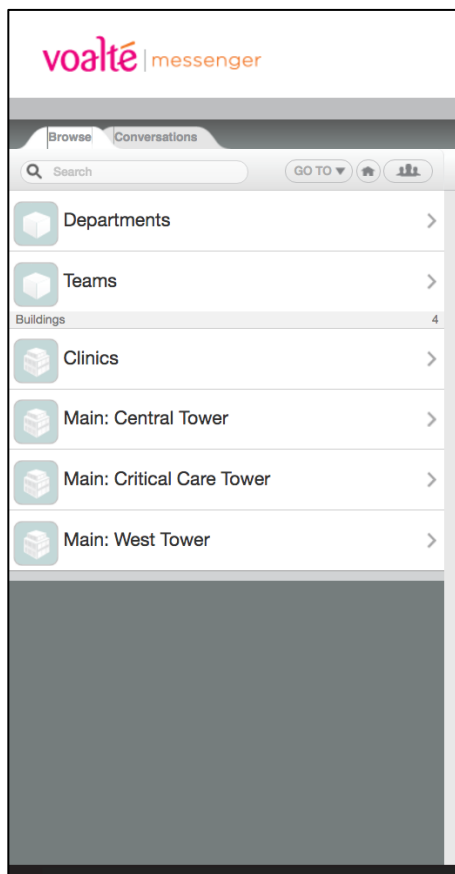 voalté | messenger
Browse Conversations
Search GO TO ▼
Departments
Teams
Buildings 4
Clinics
Main: Central Tower
Main: Critical Care Tower
Main: West Tower